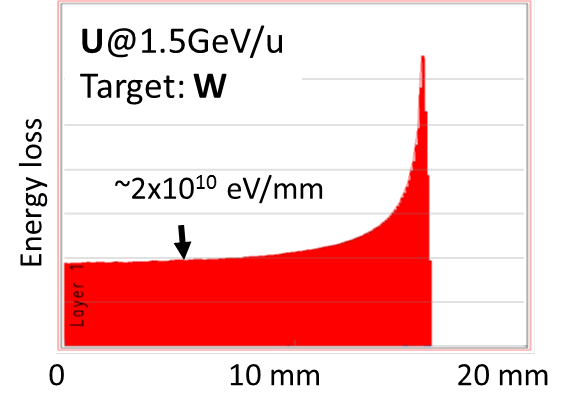 U@1.5GeV/u
Target: W
~2x10¹⁰ eV/mm
Energy loss
Layer 1
0 10 mm 20 mm